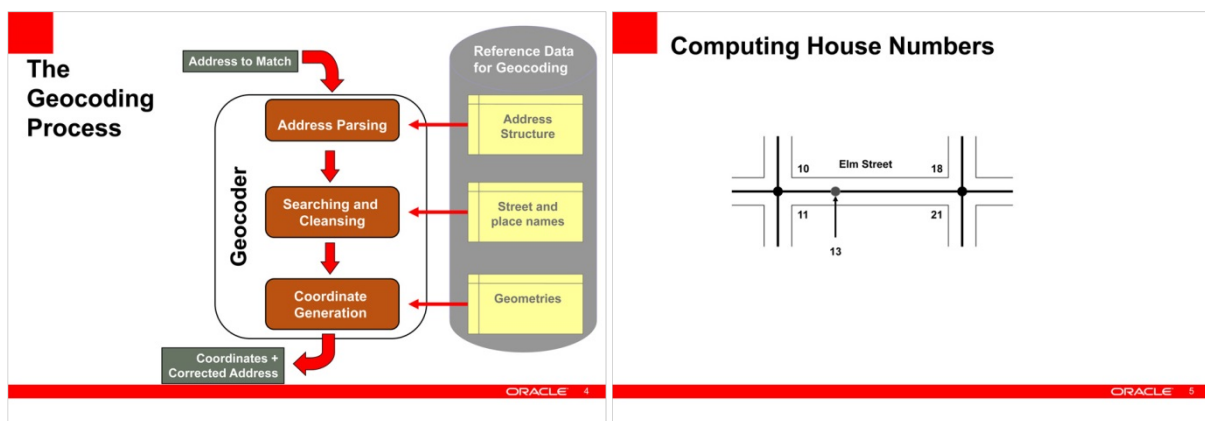 The
Geocoding
Process
Address to Match
Reference Data
for Geocoding
Geocoder
Address Parsing
Address
Structure
Searching and
Cleansing
Street and
place names
Coordinate
Generation
Geometries
Coordinates +
Corrected Address
ORACLE 4
Computing House Numbers
10 Elm Street 18
11 21
13
ORACLE 5